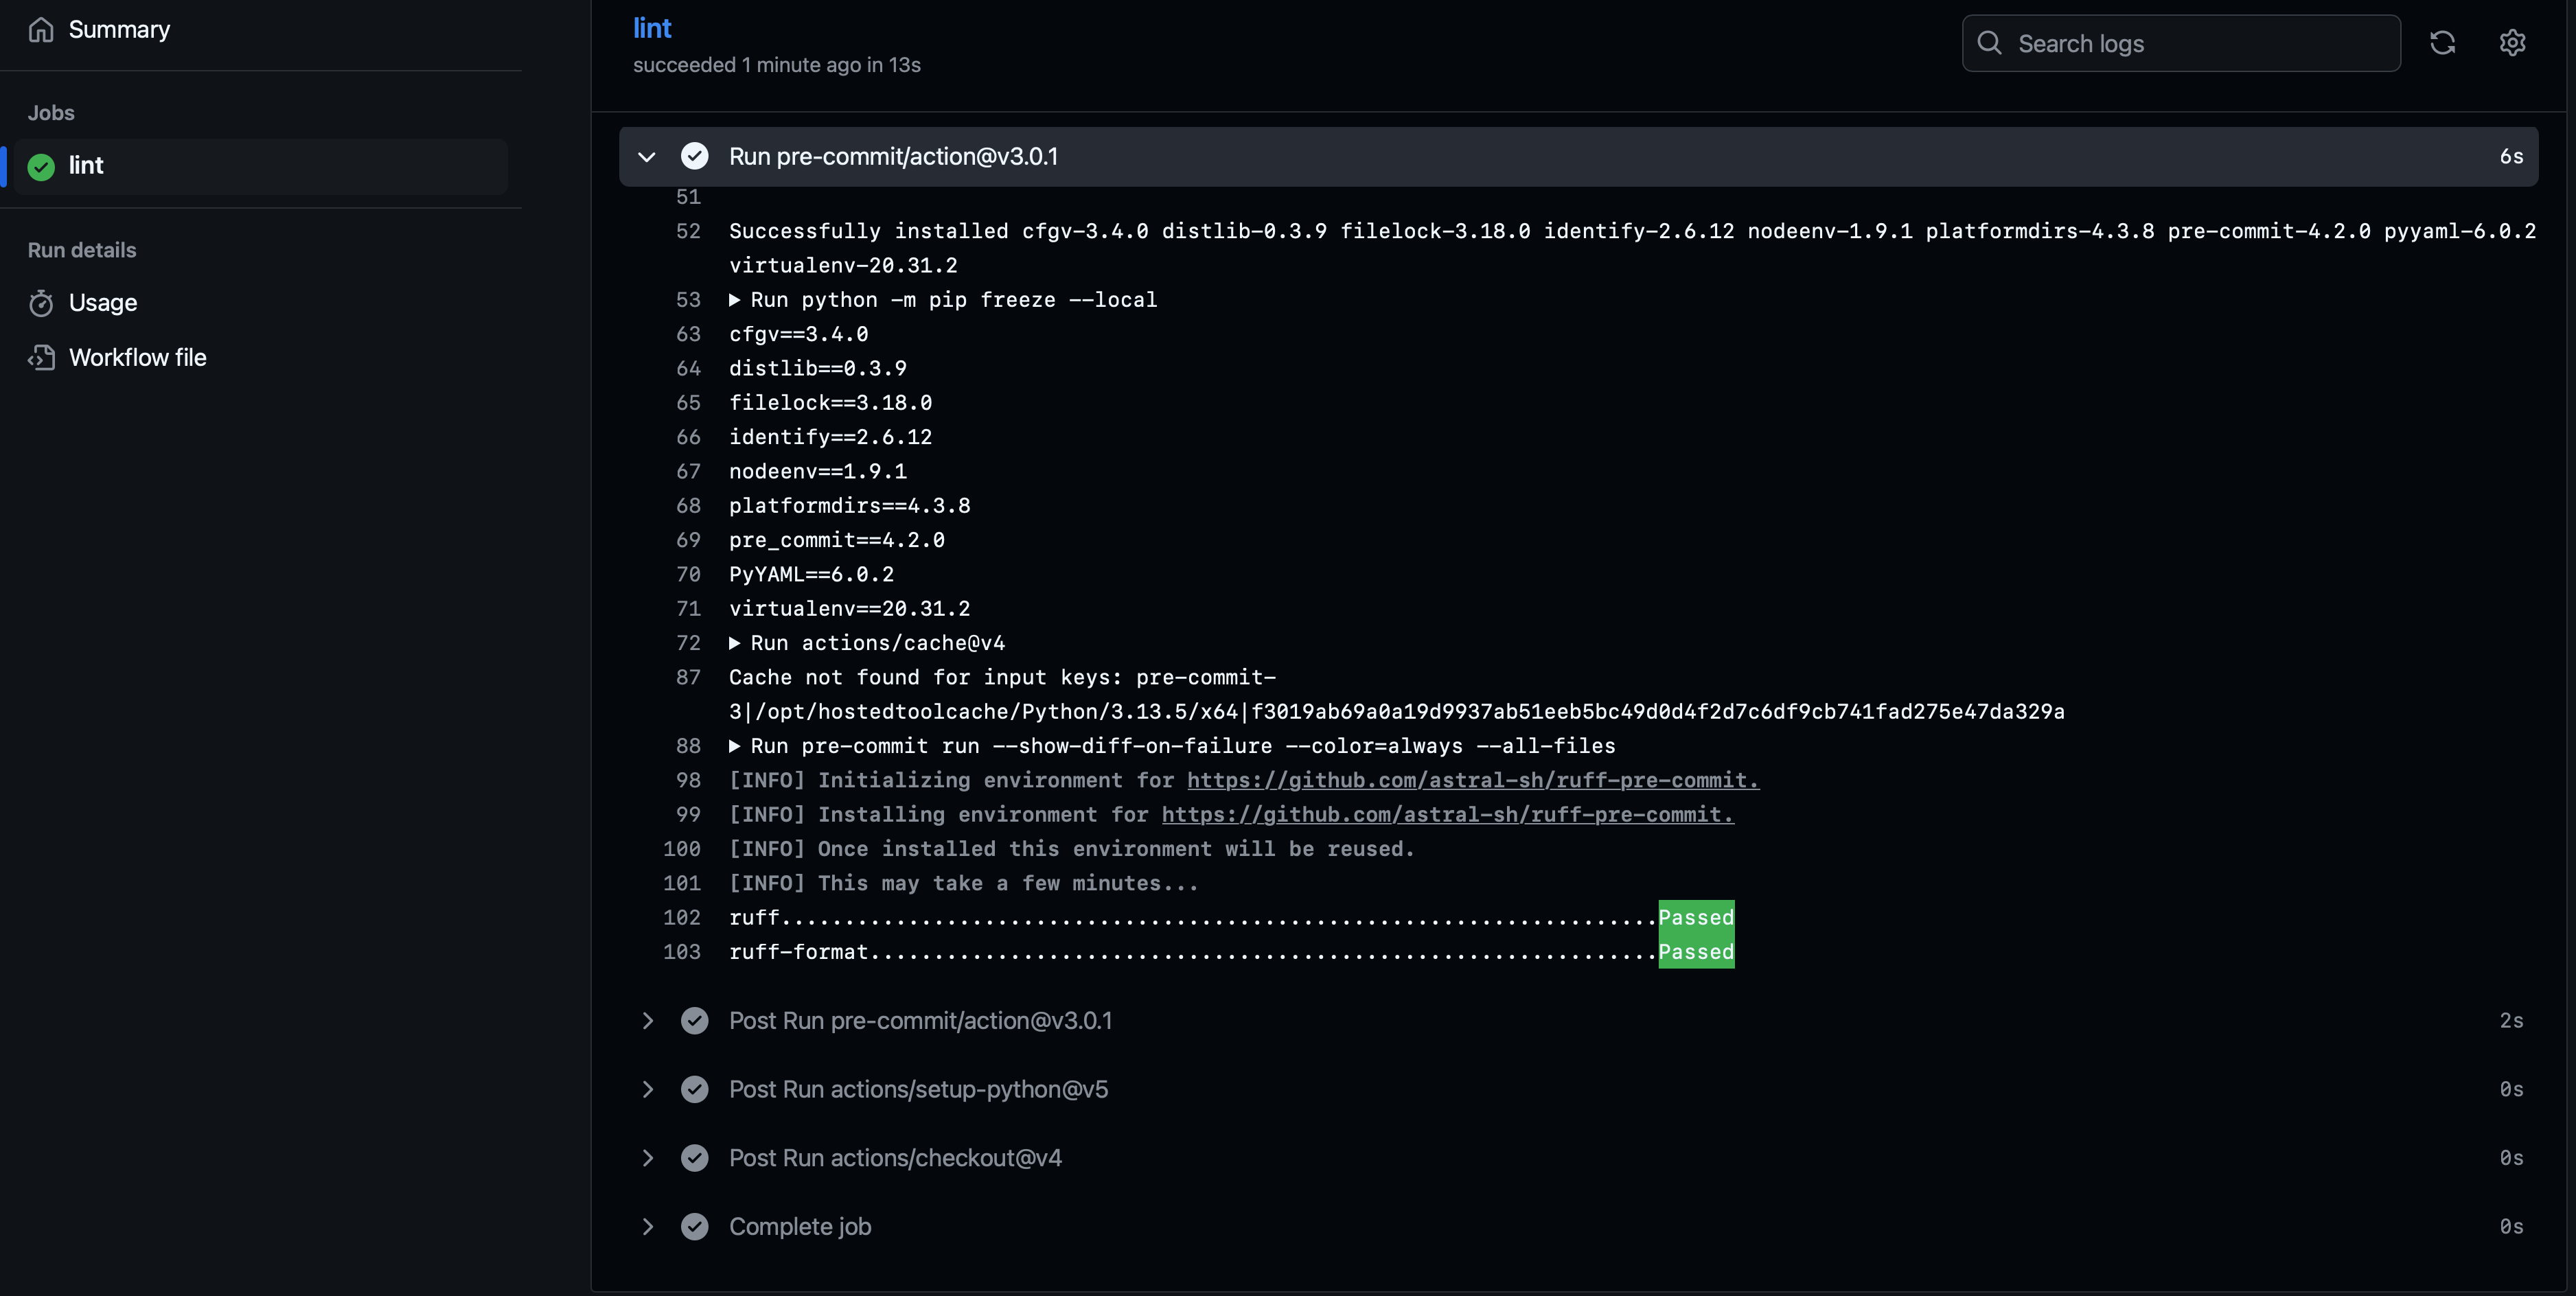 Summary
Jobs
lint
Run details
Usage
Workflow file
lint
succeeded 1 minute ago in 13s
Search logs
Run pre-commit/action@v3.0.1 6s
51
52 Successfully installed cfgv-3.4.0 distlib-0.3.9 filelock-3.18.0 identify-2.6.12 nodeenv-1.9.1 platformdirs-4.3.8 pre-commit-4.2.0 pyyaml-6.0.2
virtualenv-20.31.2
53 Run python -m pip freeze --local
63 cfgv==3.4.0
64 distlib==0.3.9
65 filelock==3.18.0
66 identify==2.6.12
67 nodeenv==1.9.1
68 platformdirs==4.3.8
69 pre_commit==4.2.0
70 PyYAML==6.0.2
71 virtualenv==20.31.2
72 Run actions/cache@v4
87 Cache not found for input keys: pre-commit-
3|/opt/hostedtoolcache/Python/3.13.5/x64|f3019ab69a0a19d9937ab51eeb5bc49d0d4f2d7c6df9cb741fad275e47da329a
88 Run pre-commit run --show-diff-on-failure --color=always --all-files
98 [INFO] Initializing environment for https://github.com/astral-sh/ruff-pre-commit.
99 [INFO] Installing environment for https://github.com/astral-sh/ruff-pre-commit.
100 [INFO] Once installed this environment will be reused.
101 [INFO] This may take a few minutes...
102 ruff.....................................................................Passed
103 ruff-format..............................................................Passed
Post Run pre-commit/action@v3.0.1 2s
Post Run actions/setup-python@v5 0s
Post Run actions/checkout@v4 0s
Complete job 0s